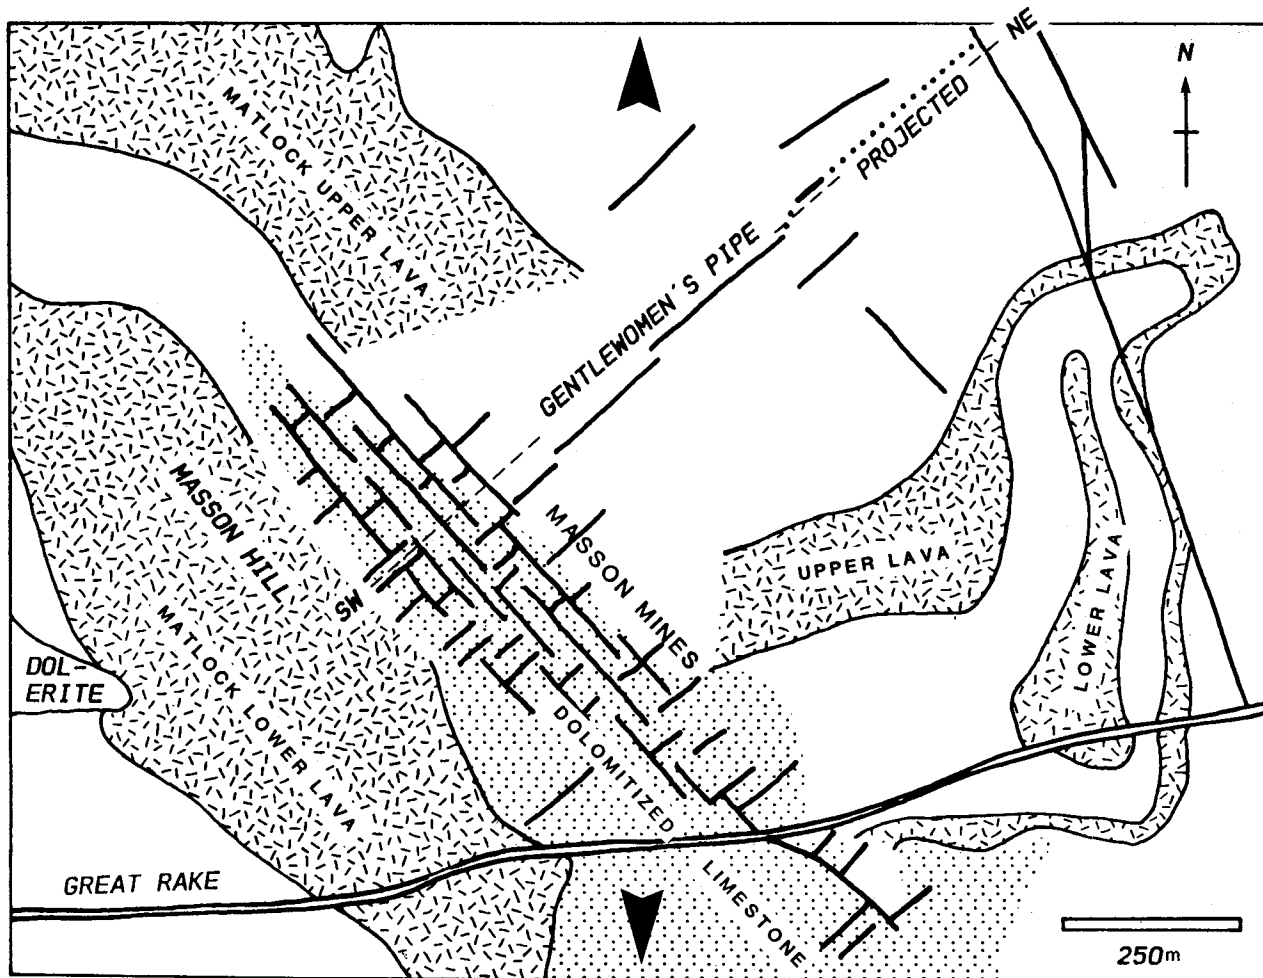 NE
N
PROJECTED
MATLOCK UPPER LAVA
GENTLEWOMEN'S PIPE
MASSON HILL
SW
MASSON MINES
UPPER LAVA
LOWER LAVA
DOL-
ERITE
MATLOCK LOWER LAVA
DOLOMITIZED
LIMESTONE
GREAT RAKE
250m